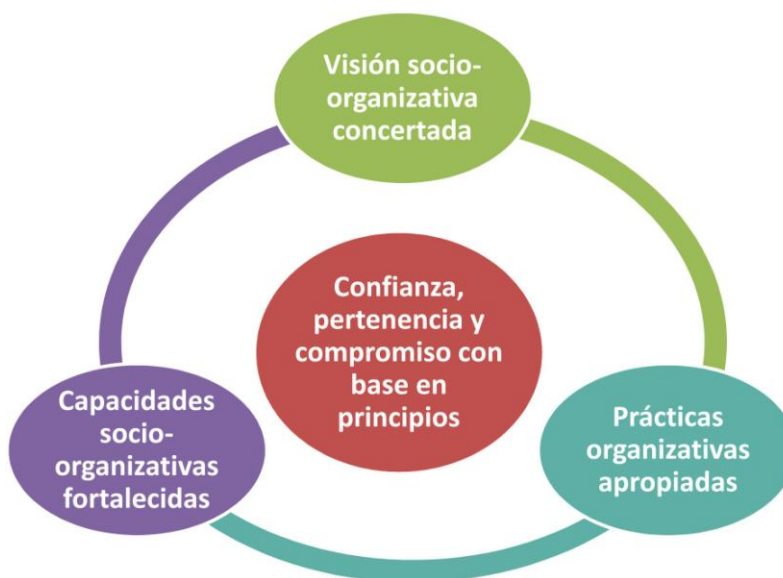 Visión socio-
organizativa
concertada
Confianza,
pertenencia y
compromiso con
base en
principios
Capacidades
socio-
organizativas
fortalecidas
Prácticas
organizativas
apropiadas